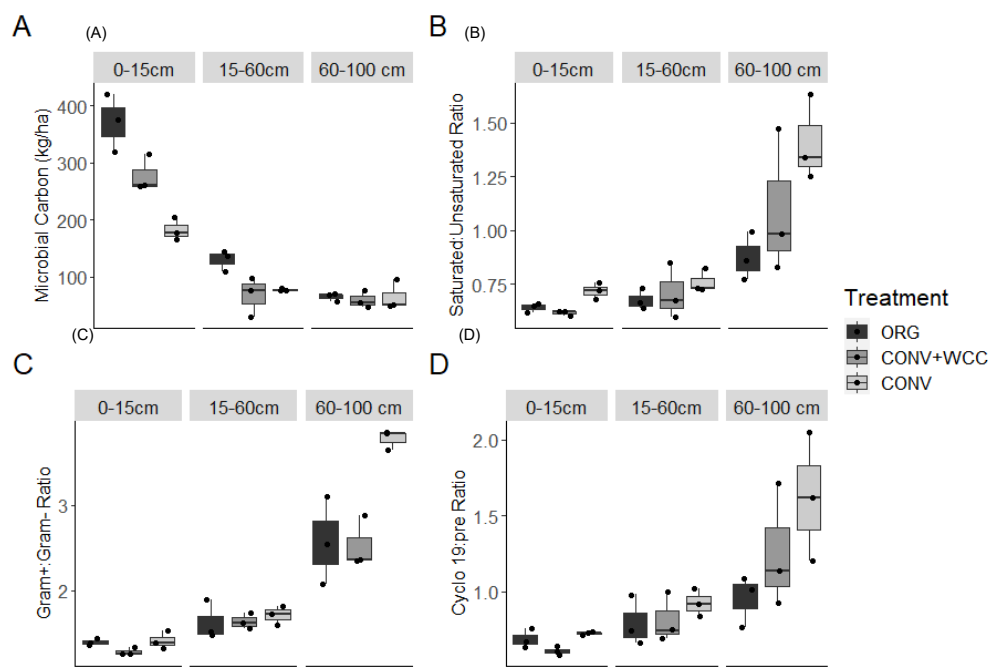 A (A)
0-15cm 15-60cm 60-100 cm
Microbial Carbon (kg/ha)
400
300
200
100
B (B)
0-15cm 15-60cm 60-100 cm
Saturated:Unsaturated Ratio
1.50
1.25
1.00
0.75
Treatment
ORG
CONV+WCC
CONV
(C)
C
0-15cm 15-60cm 60-100 cm
Gram+:Gram- Ratio
3
2
(D)
D
0-15cm 15-60cm 60-100 cm
Cyclo 19:pre Ratio
2.0
1.5
1.0